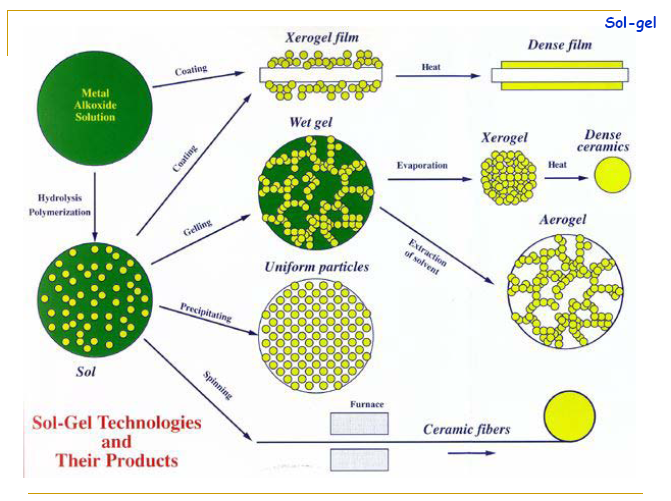 Sol-gel
Xerogel film
Dense film
Coating
Heat
Metal
Alkoxide
Solution
Wet gel
Xerogel
Dense
ceramics
Coating
Evaporation
Heat
Hydrolysis
Polymerization
Gelling
Extraction
of solvent
Aerogel
Uniform particles
Precipitating
Sol
Spinning
Furnace
Sol-Gel Technologies
and
Their Products
Ceramic fibers